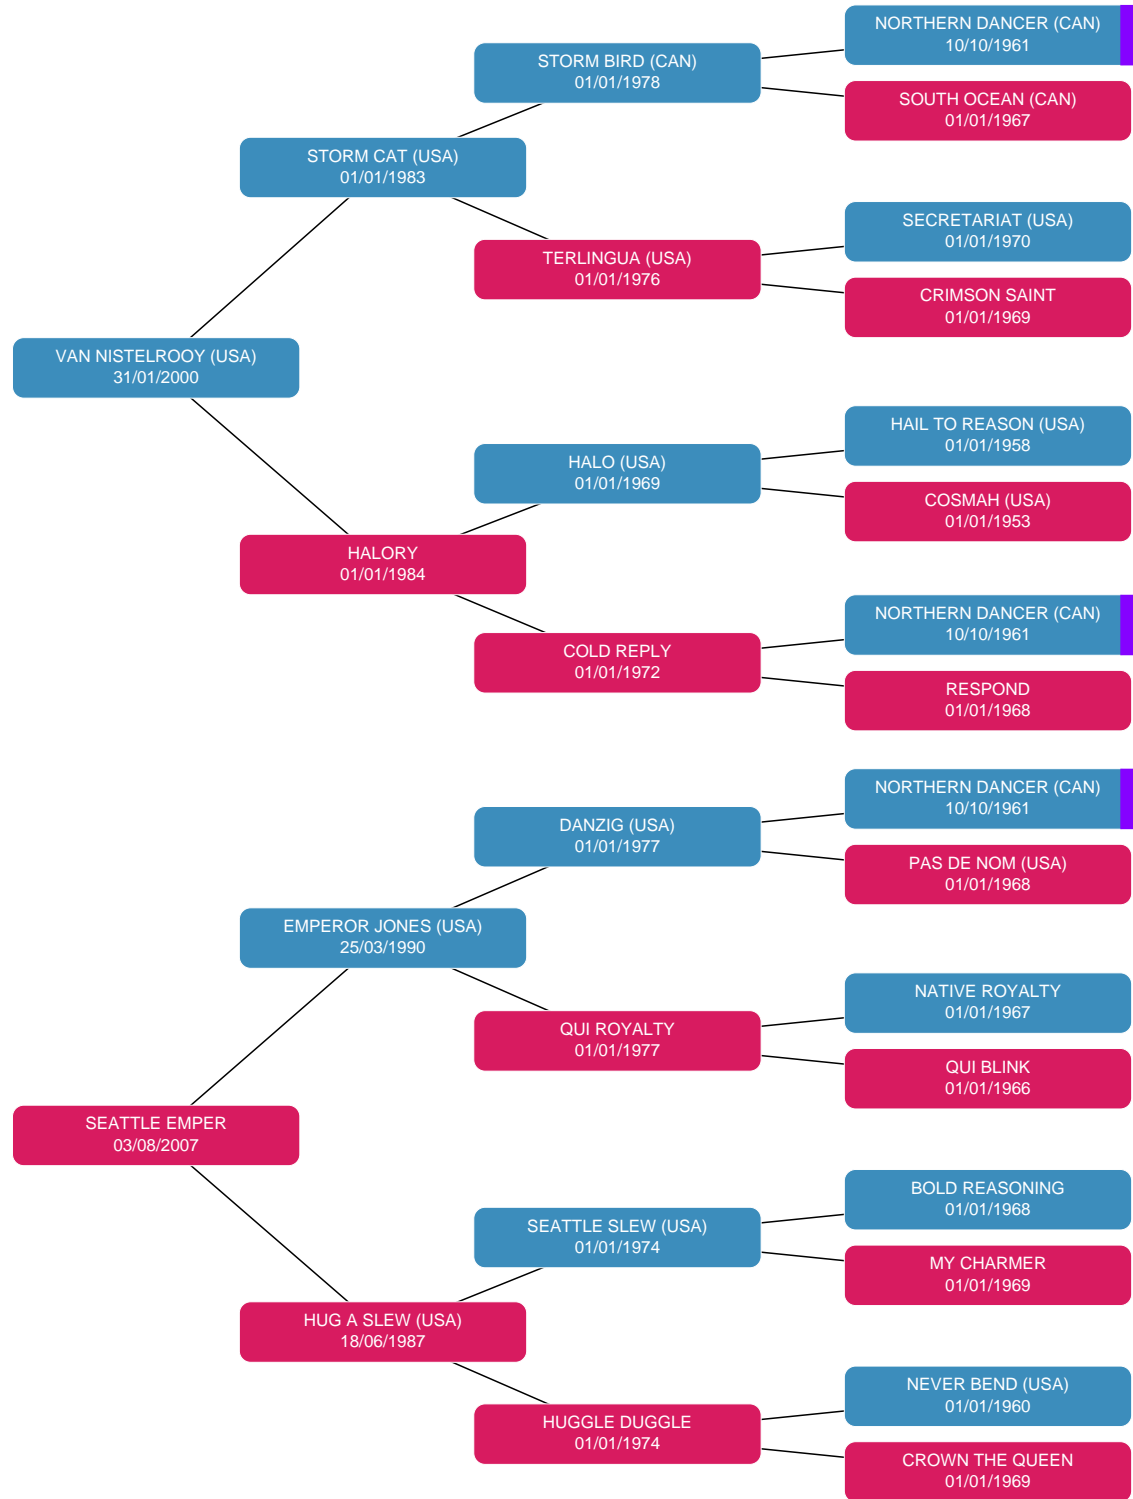 NORTHERN DANCER (CAN)
10/10/1961
STORM BIRD (CAN)
01/01/1978
SOUTH OCEAN (CAN)
01/01/1967
STORM CAT (USA)
01/01/1983
SECRETARIAT (USA)
01/01/1970
TERLINGUA (USA)
01/01/1976
CRIMSON SAINT
01/01/1969
VAN NISTELROOY (USA)
31/01/2000
HAIL TO REASON (USA)
01/01/1958
HALO (USA)
01/01/1969
COSMAH (USA)
01/01/1953
HALORY
01/01/1984
NORTHERN DANCER (CAN)
10/10/1961
COLD REPLY
01/01/1972
RESPOND
01/01/1968
NORTHERN DANCER (CAN)
10/10/1961
DANZIG (USA)
01/01/1977
PAS DE NOM (USA)
01/01/1968
EMPEROR JONES (USA)
25/03/1990
NATIVE ROYALTY
01/01/1967
QUI ROYALTY
01/01/1977
QUI BLINK
01/01/1966
SEATTLE EMPER
03/08/2007
BOLD REASONING
01/01/1968
SEATTLE SLEW (USA)
01/01/1974
MY CHARMER
01/01/1969
HUG A SLEW (USA)
18/06/1987
NEVER BEND (USA)
01/01/1960
HUGGLE DUGGLE
01/01/1974
CROWN THE QUEEN
01/01/1969